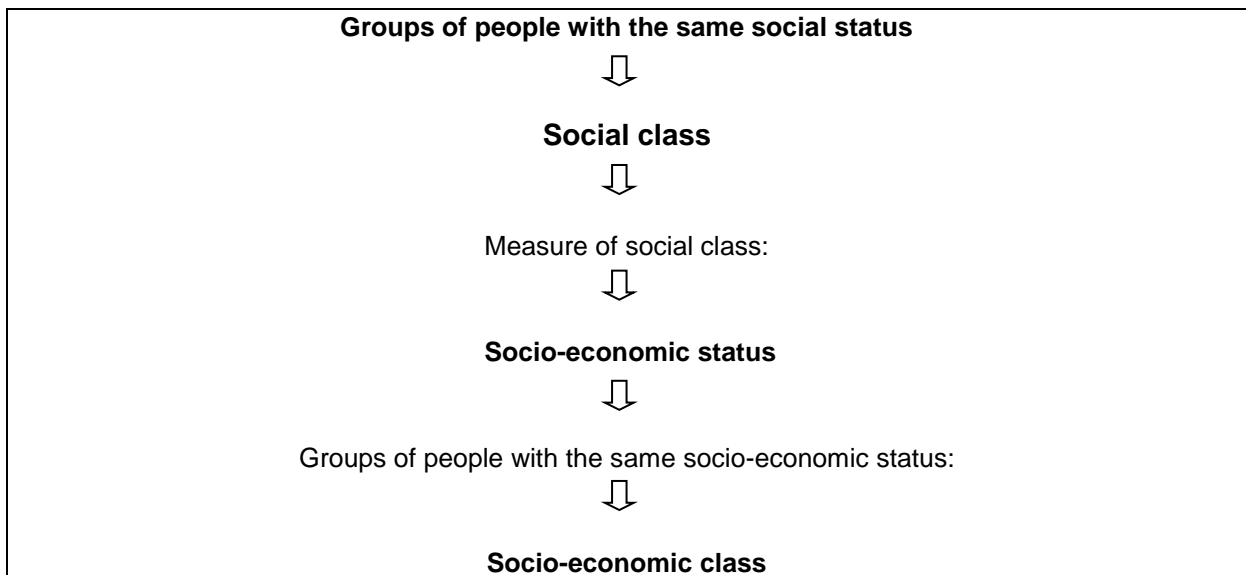 Groups of people with the same social status
Social class
Measure of social class:
Socio-economic status
Groups of people with the same socio-economic status:
Socio-economic class